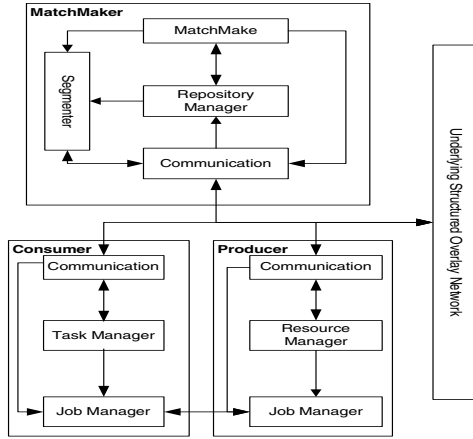 MatchMaker
MatchMake
Segmenter
Repository
Manager
Communication
Underlying Structured Overlay Network
Consumer
Communication
Task Manager
Job Manager
Producer
Communication
Resource
Manager
Job Manager